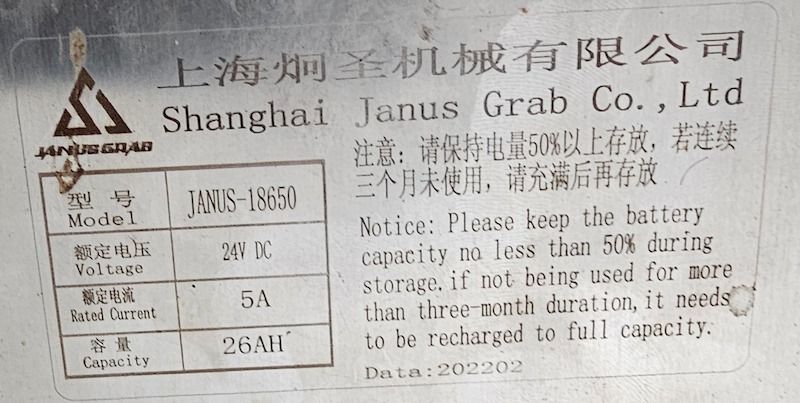 上海炯圣机械有限公司
Shanghai Janus Grab Co.,Ltd
JANUSGRAB
型号 JANUS-18650
Model
额定电压 24V DC
Voltage
额定电流 5A
Rated Current
容量 26AH
Capacity
注意：请保持电量50%以上存放，若连续
三个月未使用，请充满后再存放
Notice: Please keep the battery
capacity no less than 50% during
storage.if not being used for more
than three-month duration,it needs
to be recharged to full capacity.
Data:202202